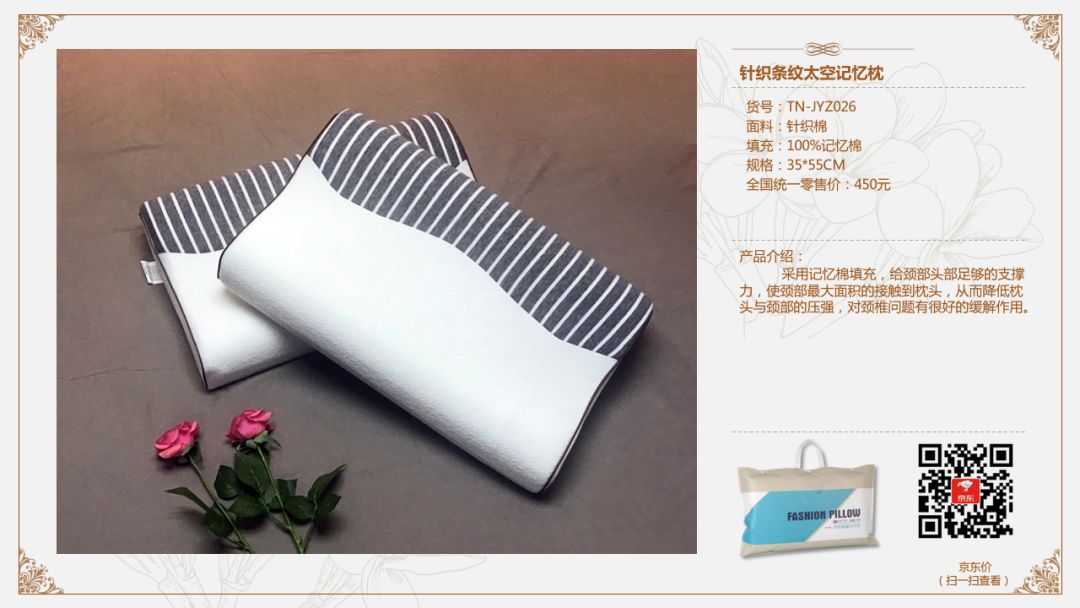 针织条纹太空记忆枕
货号：TN-JYZ026
面料：针织棉
填充：100%记忆棉
规格：35*55CM
全国统一零售价：450元
产品介绍：
采用记忆棉填充，给颈部头部足够的支撑
力，使颈部最大面积的接触到枕头，从而降低枕
头与颈部的压强，对颈椎问题有很好的缓解作用。
FASHION PILLOW
京东
京东价
（扫一扫查看）